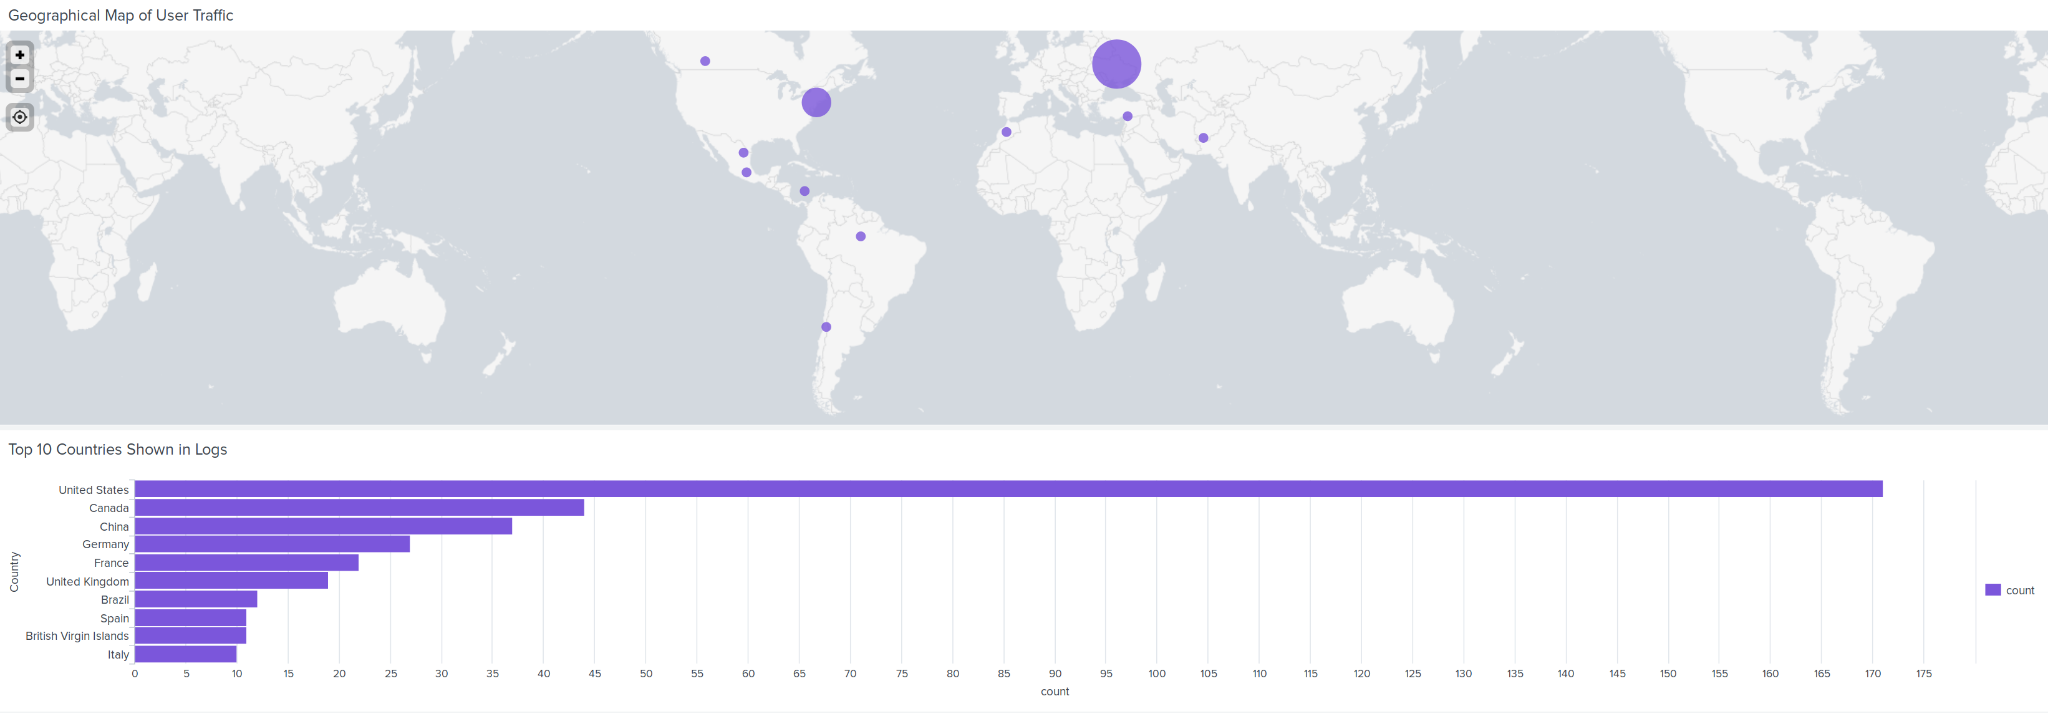 Geographical Map of User Traffic
+
−
Top 10 Countries Shown in Logs
Country
United States
Canada
China
Germany
France
United Kingdom
Brazil
Spain
British Virgin Islands
Italy
0 5 10 15 20 25 30 35 40 45 50 55 60 65 70 75 80 85 90 95 100 105 110 115 120 125 130 135 140 145 150 155 160 165 170 175
count
count